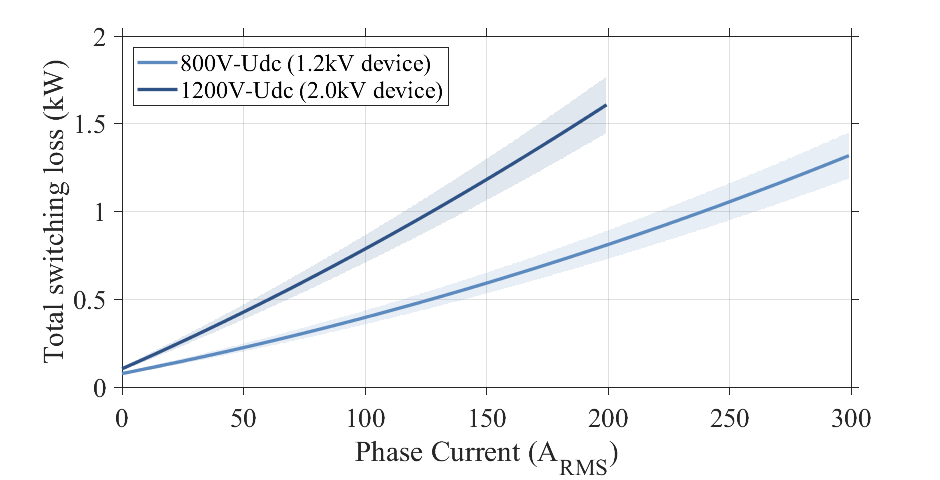 800V-Udc (1.2kV device)
1200V-Udc (2.0kV device)
Total switching loss (kW)
2
1.5
1
0.5
0
0 50 100 150 200 250 300
Phase Current (A_RMS)